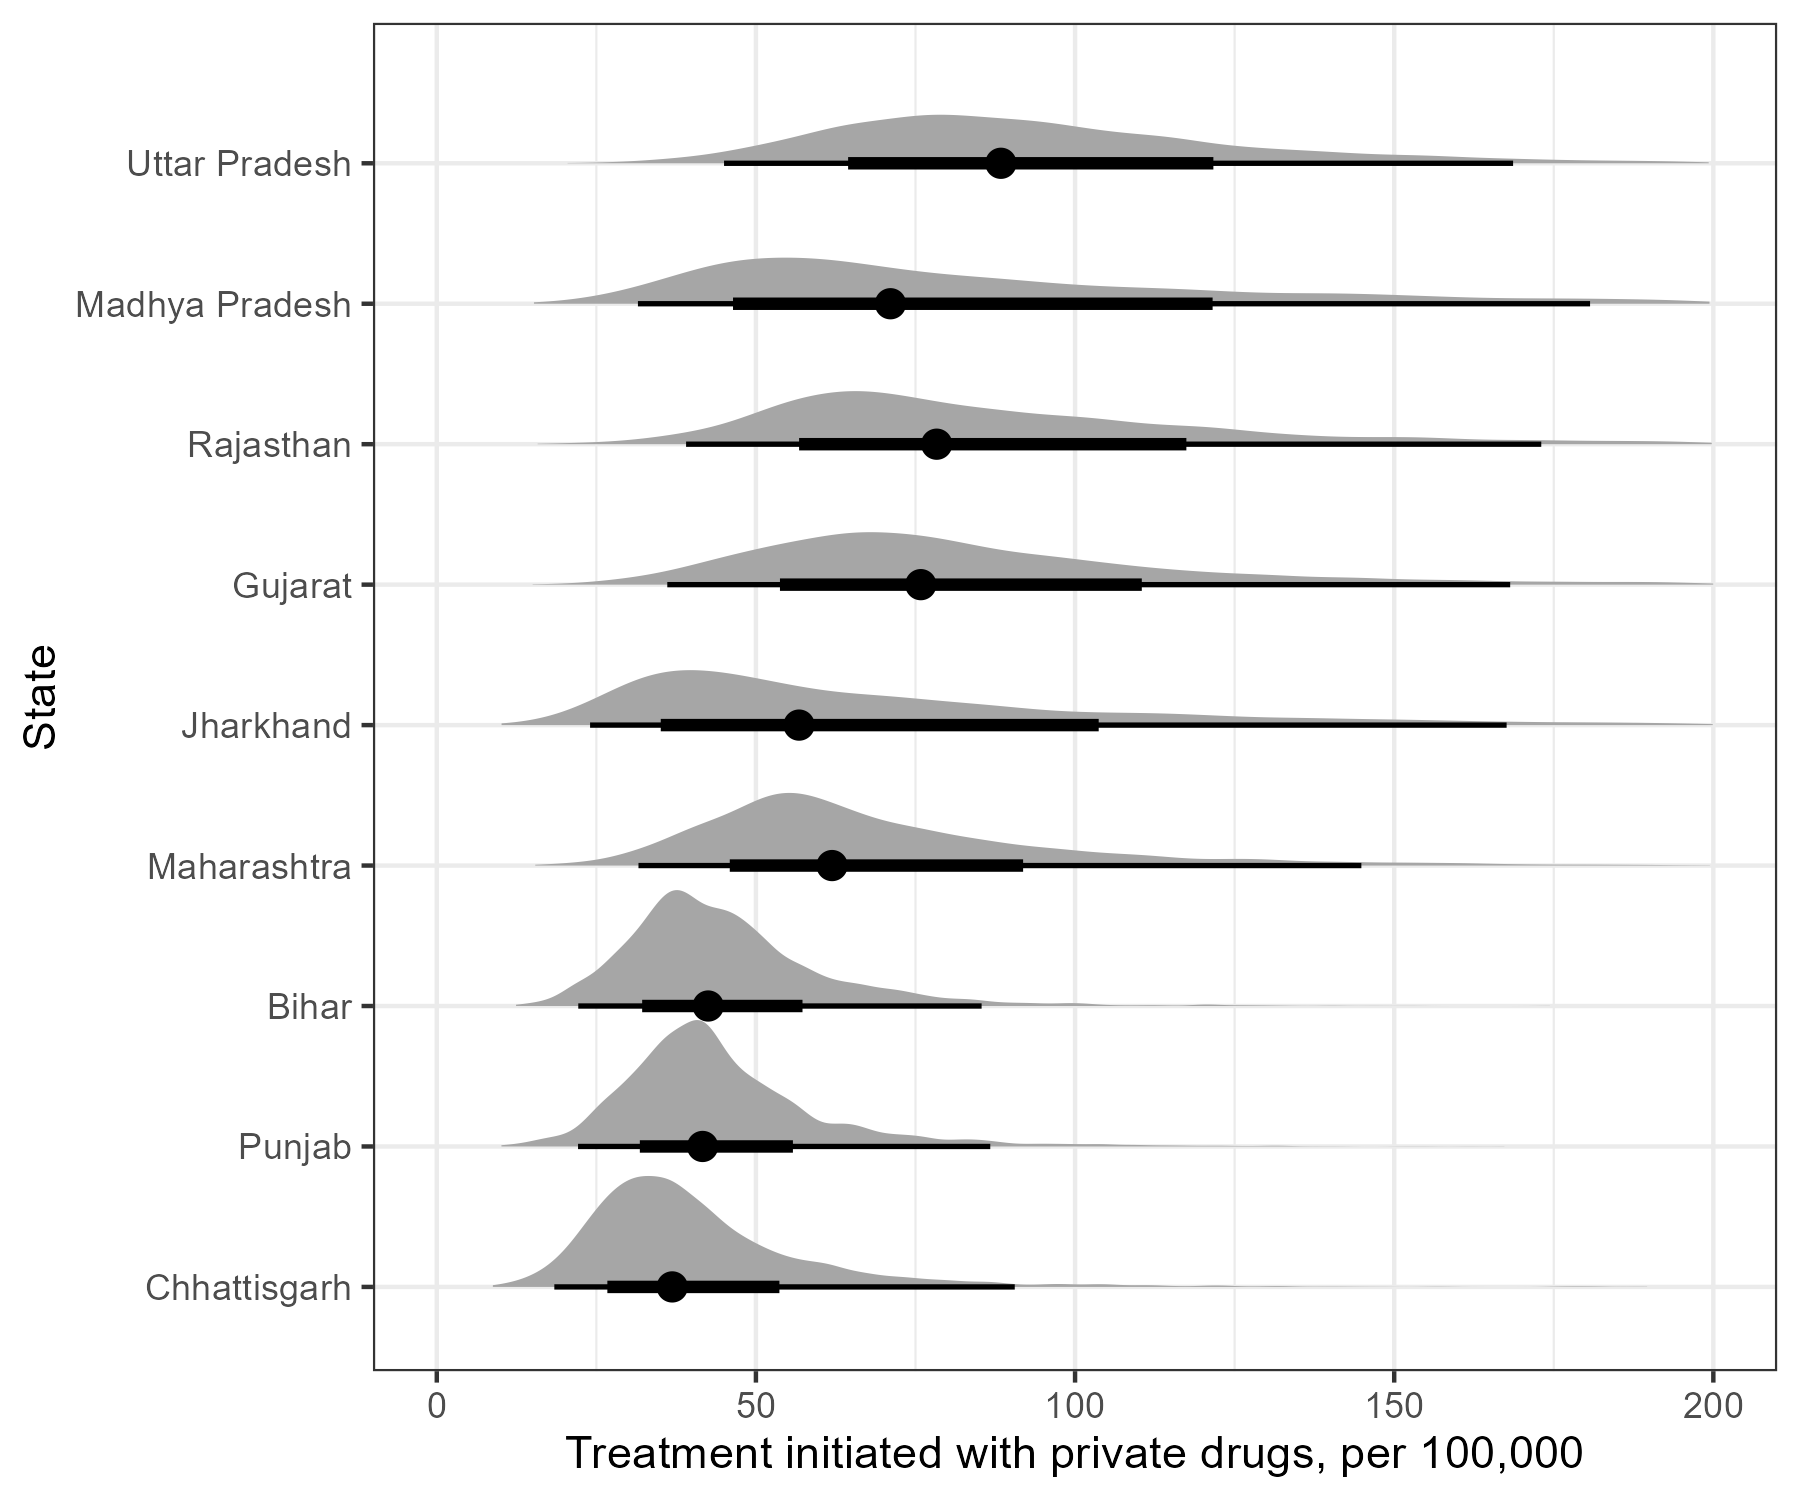 State
Uttar Pradesh
Madhya Pradesh
Rajasthan
Gujarat
Jharkhand
Maharashtra
Bihar
Punjab
Chhattisgarh
0 50 100 150 200
Treatment initiated with private drugs, per 100,000